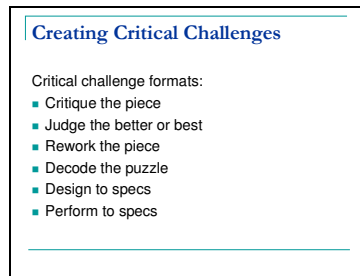 Creating Critical Challenges
Critical challenge formats:
Critique the piece
Judge the better or best
Rework the piece
Decode the puzzle
Design to specs
Perform to specs